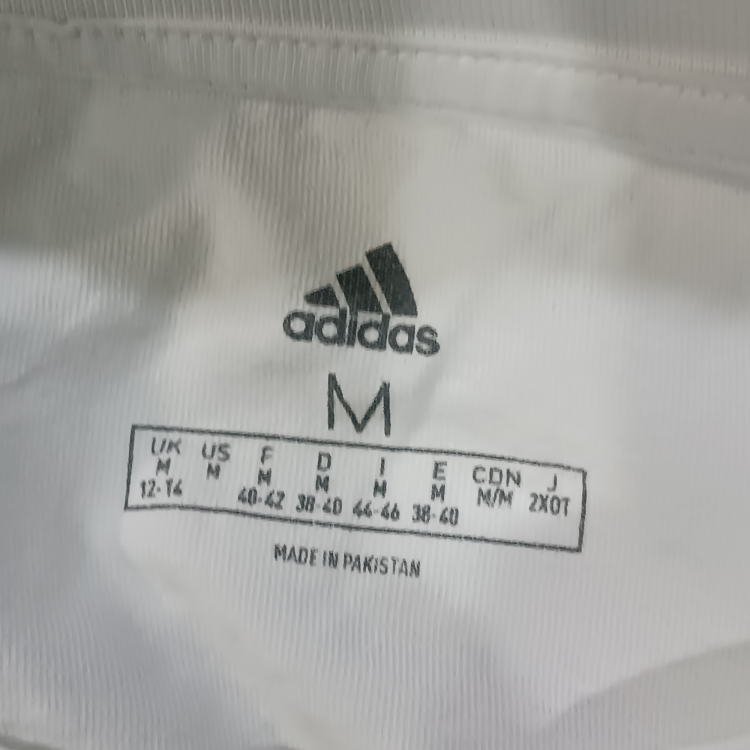 adidas
M
UK US F D I E CDN J
M M M M M M M/M 2XOT
12-14 40-42 38-40 44-46 38-40
MADE IN PAKISTAN